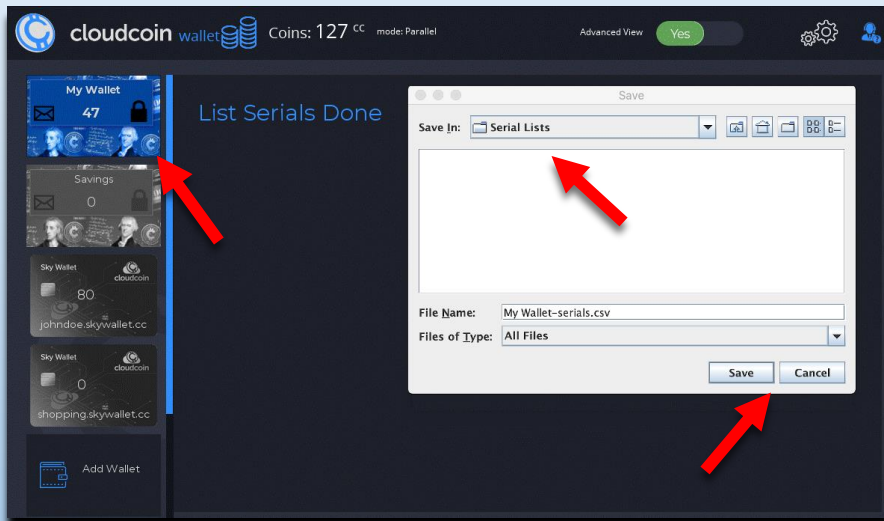 cloudcoin wallet
Coins: 127 CC
mode: Parallel
Advanced View
Yes
My Wallet
47
Savings
0
Sky Wallet
cloudcoin
80
johndoe.skywallet.cc
Sky Wallet
cloudcoin
0
shopping.skywallet.cc
Add Wallet
List Serials Done
Save
Save In:
Serial Lists
File Name:
My Wallet-serials.csv
Files of Type:
All Files
Save
Cancel